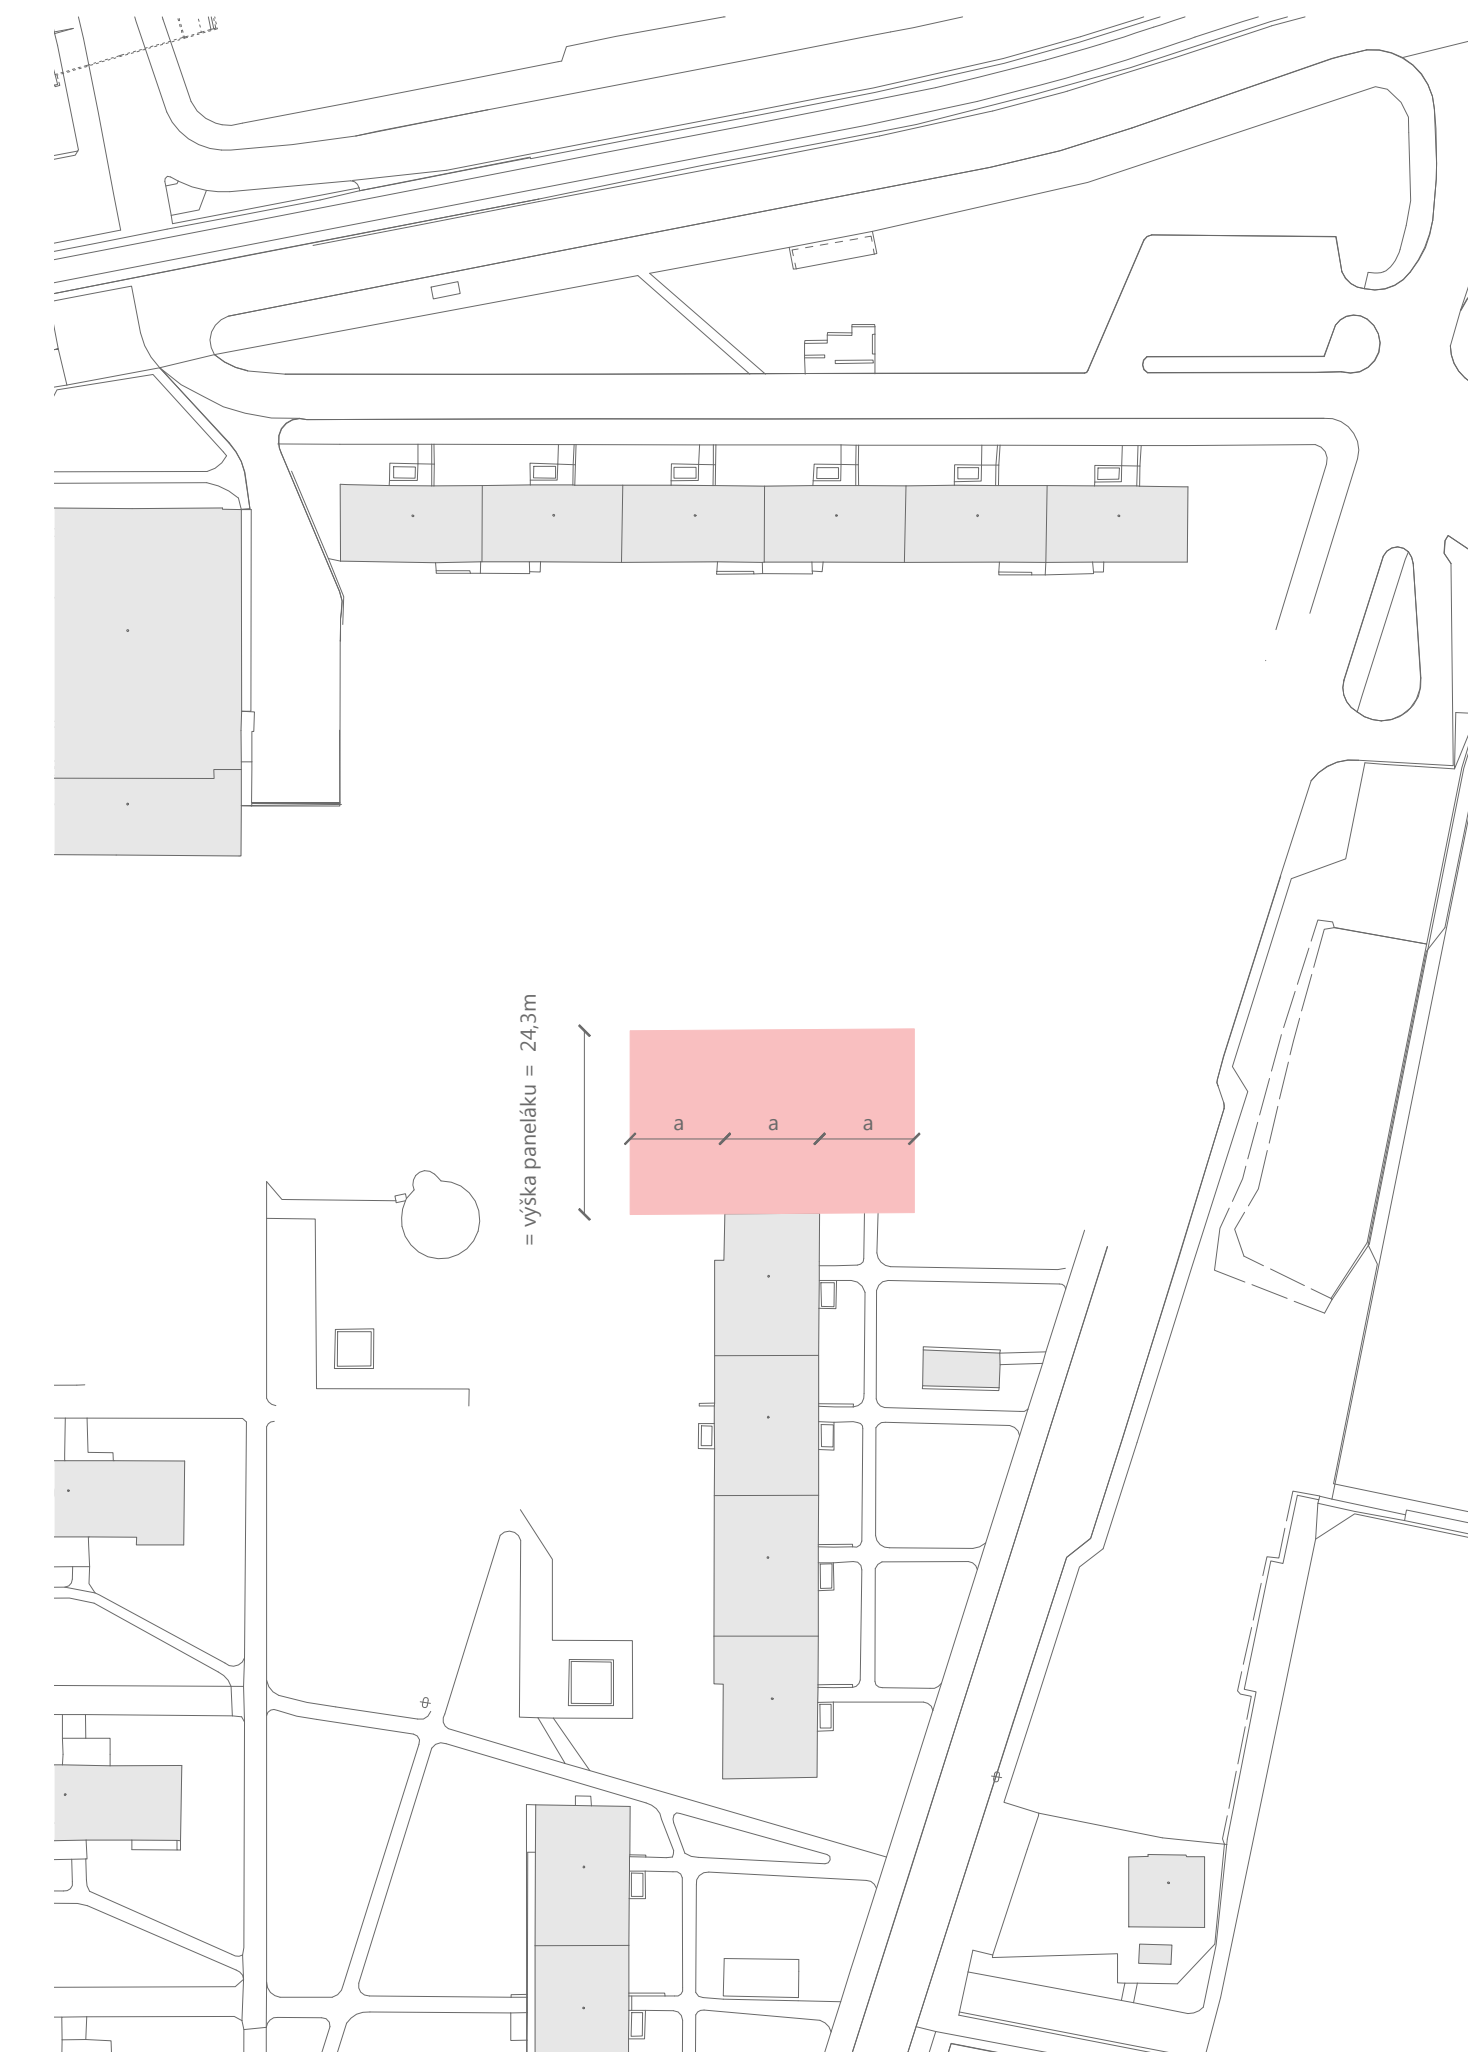 = výška paneláku = 24,3m
a a a